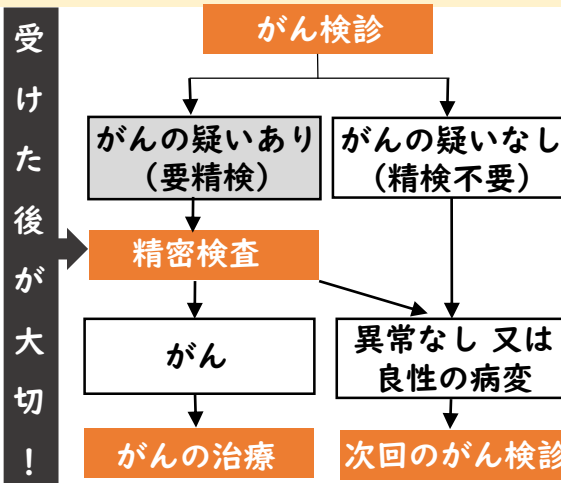 受けた後が大切！
がん検診
がんの疑いあり
（要精検）
がんの疑いなし
（精検不要）
精密検査
がん
異常なし 又は
良性の病変
がんの治療
次回のがん検診